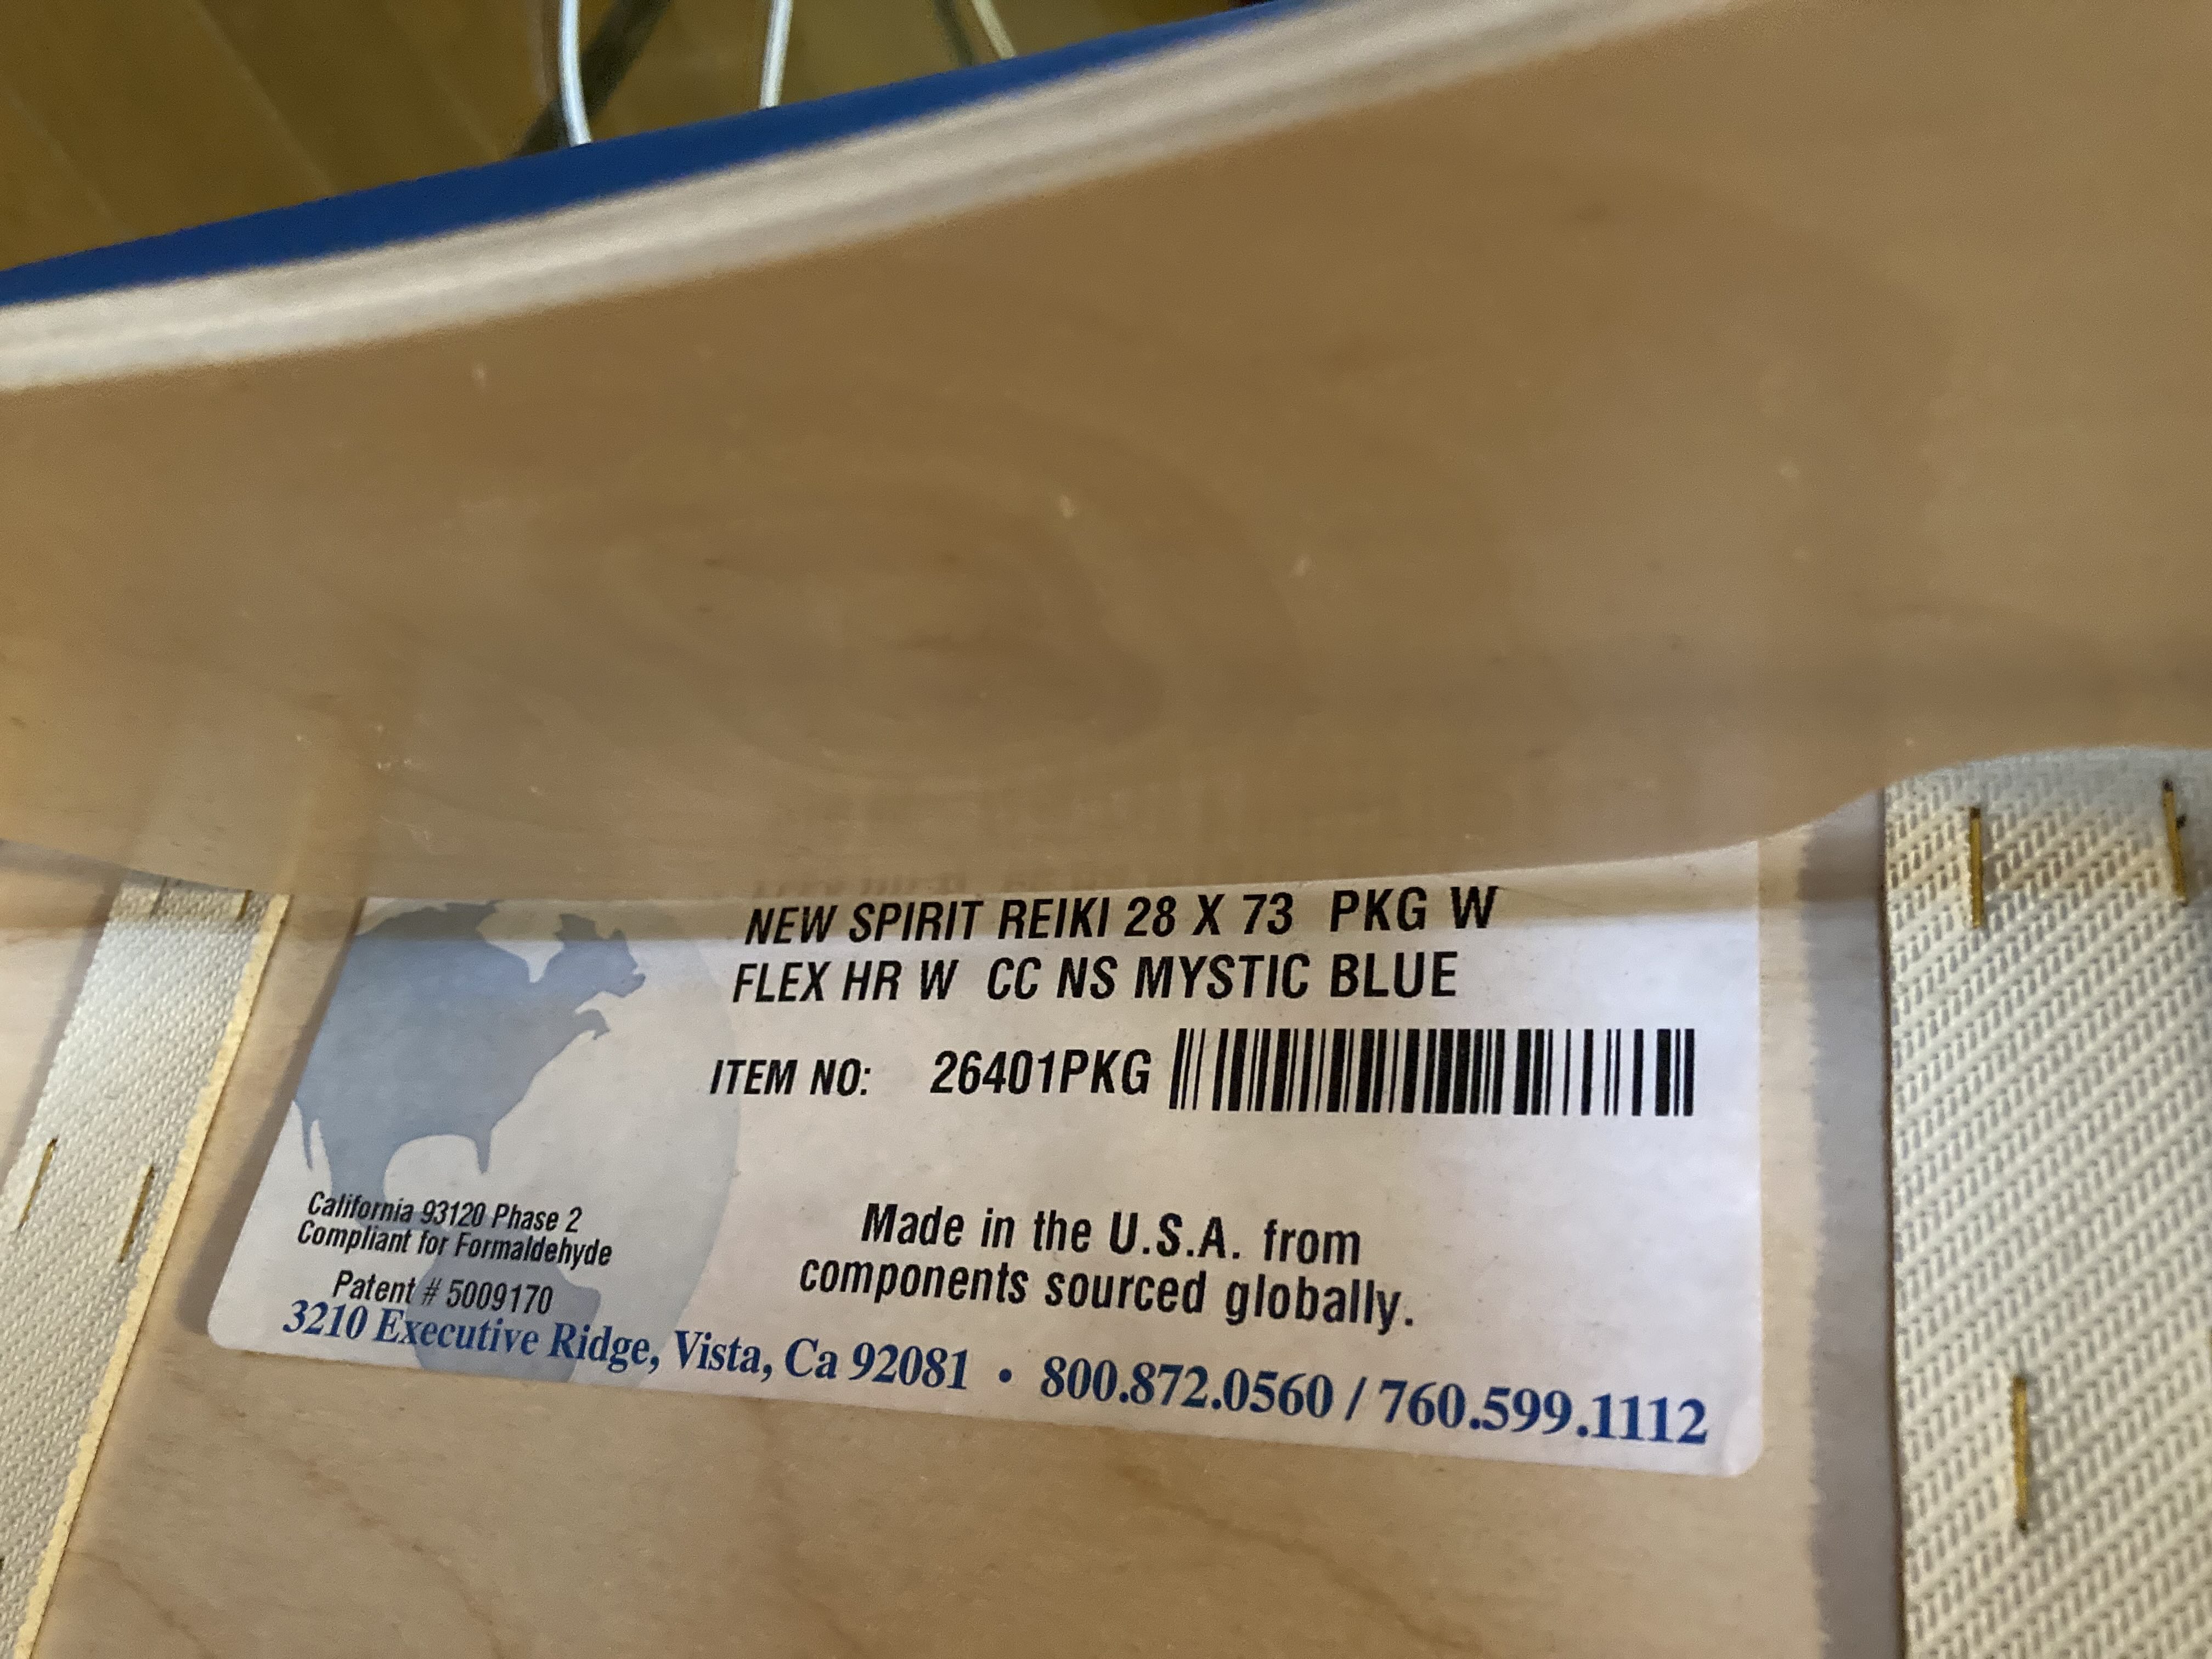 NEW SPIRIT REIKI 28 X 73 PKG W
FLEX HR W CC NS MYSTIC BLUE
ITEM NO: 26401PKG
California 93120 Phase 2
Compliant for Formaldehyde
Patent # 5009170
Made in the U.S.A. from
components sourced globally.
3210 Executive Ridge, Vista, Ca 92081 • 800.872.0560 / 760.599.1112